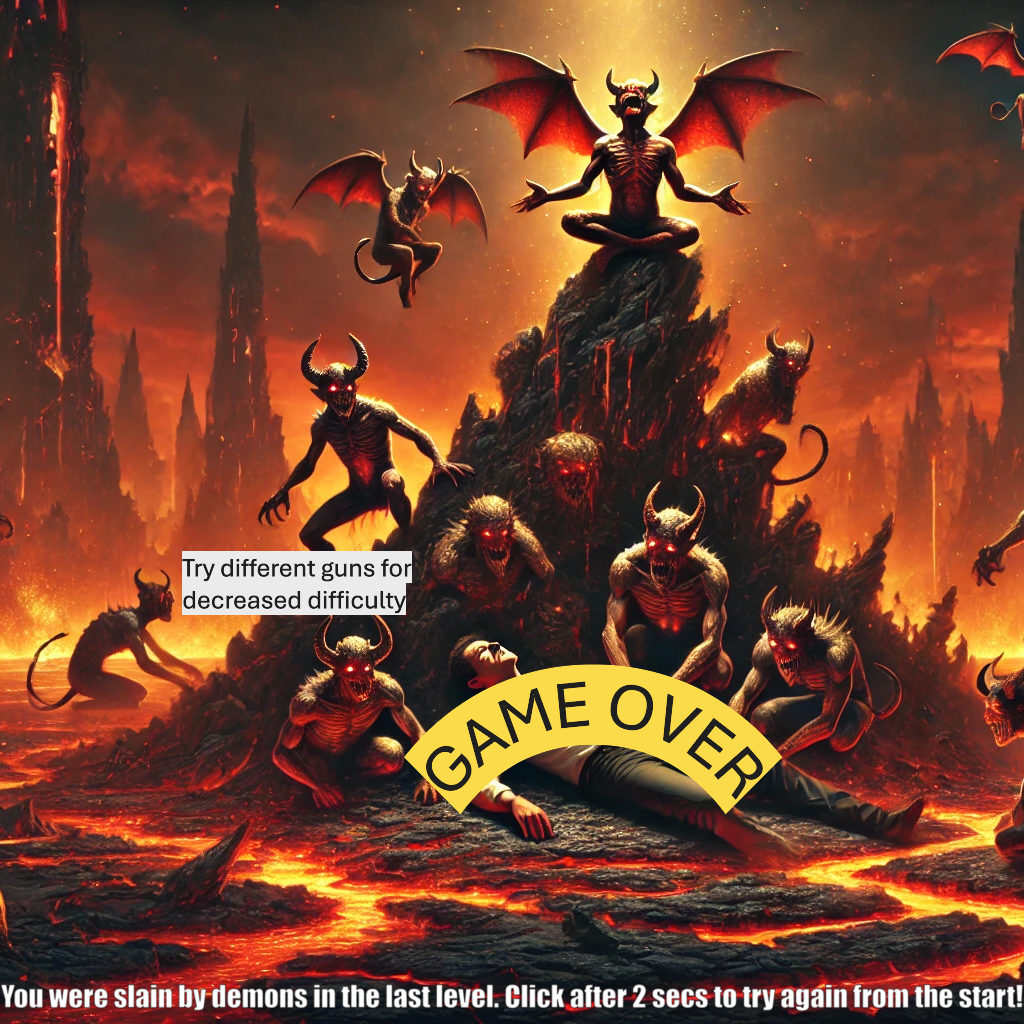 Try different guns for
decreased difficulty
GAME OVER
You were slain by demons in the last level. Click after 2 secs to try again from the start!